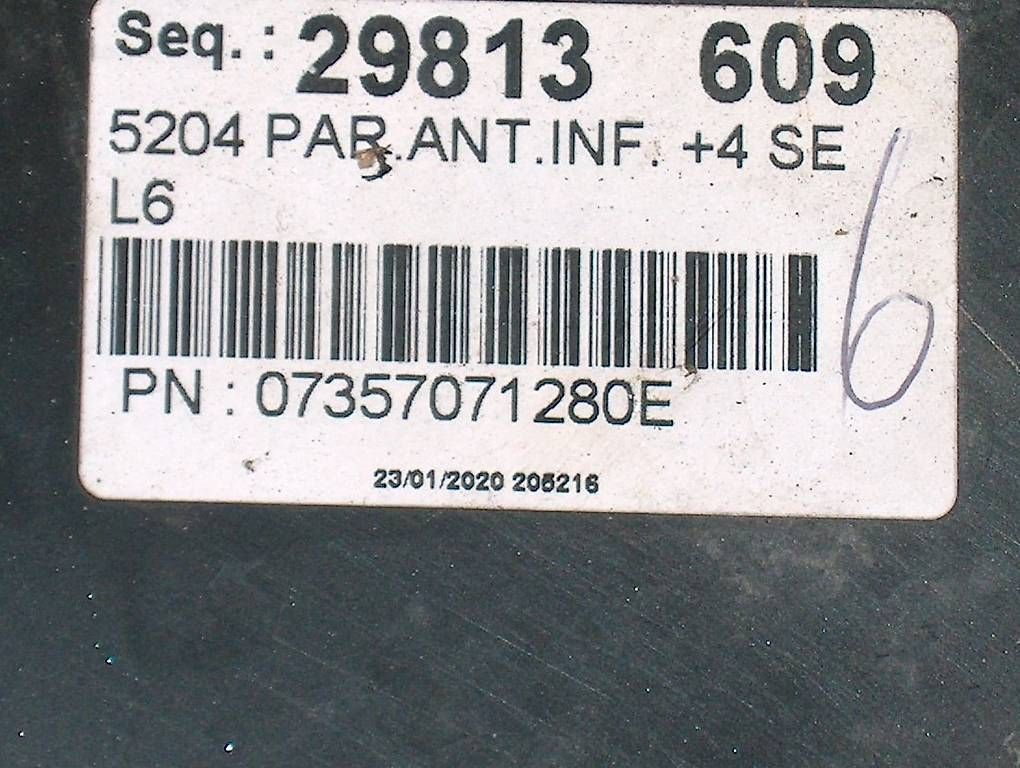 Seq.: 29813 609
5204 PAR.ANT.INF. +4 SE
L6
6
PN : 07357071280E
23/01/2020 205216